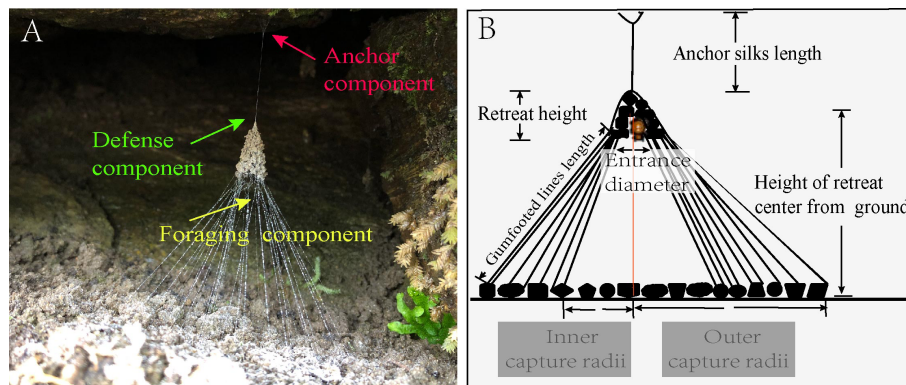 A
Anchor
component
Defense
component
Foraging component
B
Anchor silks length
Retreat height
Entrance
diameter
Gumfooted lines length
Height of retreat
center from ground
Inner
capture radii
Outer
capture radii